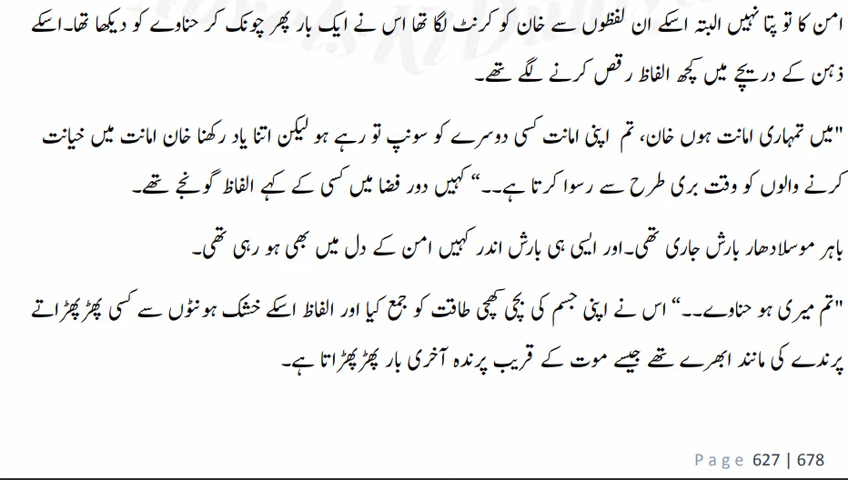 امن کا تو پتا نہیں البتہ اسکے ان لفظوں سے خان کو کرنٹ لگا تھا اس نے ایک بار پھر چونک کر حناوے کو دیکھا تھا۔اسکے
ذہن کے دریچے میں کچھ الفاظ رقص کرنے لگے تھے۔
"میں تمہاری امانت ہوں خان، تم اپنی امانت کسی دوسرے کو سونپ تو رہے ہو لیکن اتنا یاد رکھنا خان امانت میں خیانت
کرنے والوں کو وقت بری طرح سے رسوا کرتا ہے۔۔“ کہیں دور فضا میں کسی کے کہے الفاظ گونجے تھے۔
باہر موسلادھار بارش جاری تھی۔اور ایسی ہی بارش اندر کہیں امن کے دل میں بھی ہو رہی تھی۔
"تم میری ہو حناوے۔۔“ اس نے اپنی جسم کی بچی کھچی طاقت کو جمع کیا اور الفاظ اسکے خشک ہونٹوں سے کسی پھڑپھڑاتے
پرندے کی مانند ابھرے تھے جیسے موت کے قریب پرندہ آخری بار پھڑپھڑاتا ہے۔
Page 627 | 678